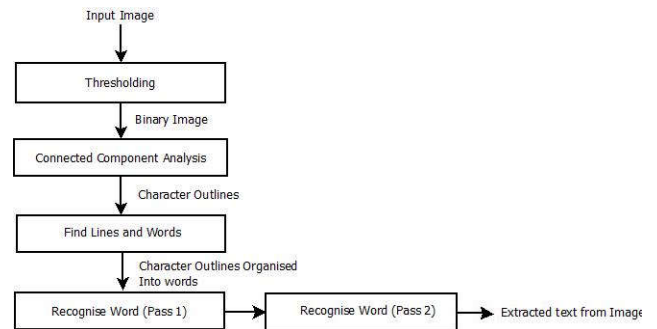 Input Image
Thresholding
Binary Image
Connected Component Analysis
Character Outlines
Find Lines and Words
Character Outlines Organised
Into words
Recognise Word (Pass 1)
Recognise Word (Pass 2)
Extracted text from Image